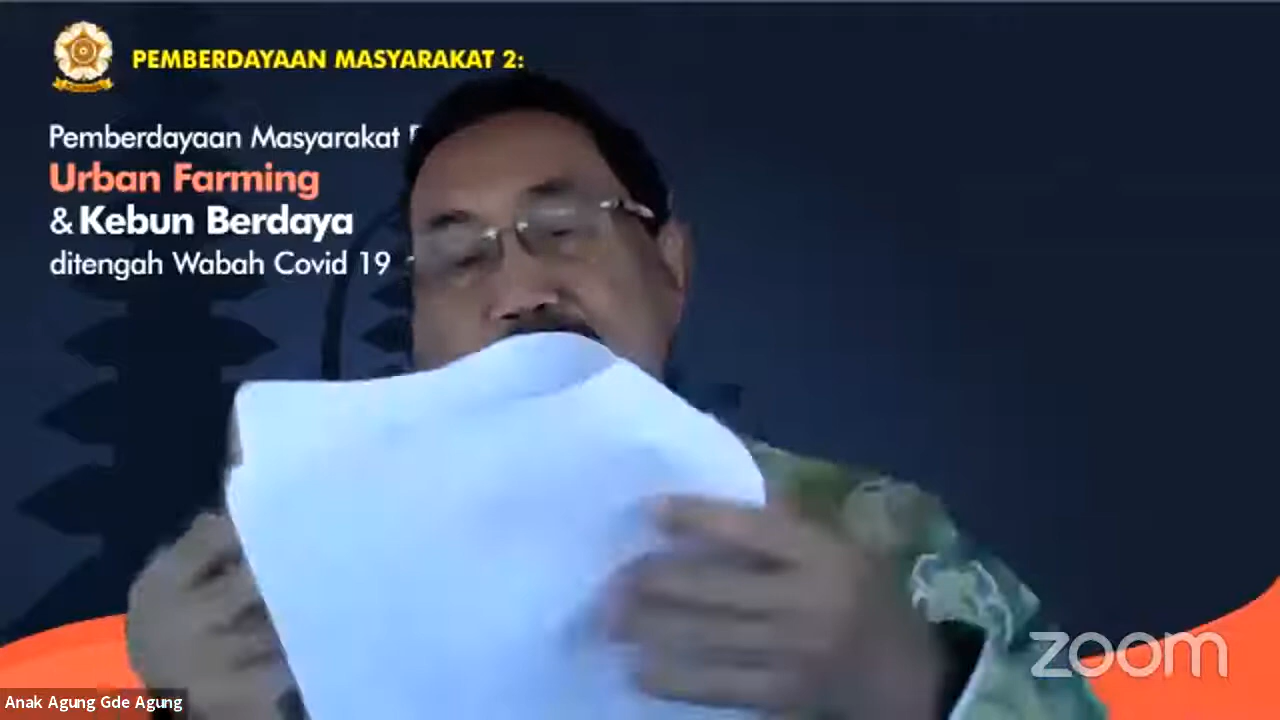 PEMBERDAYAAN MASYARAKAT 2:
Pemberdayaan Masyarakat
Urban Farming
& Kebun Berdaya
ditengah Wabah Covid 19
zoom
Anak Agung Gde Agung